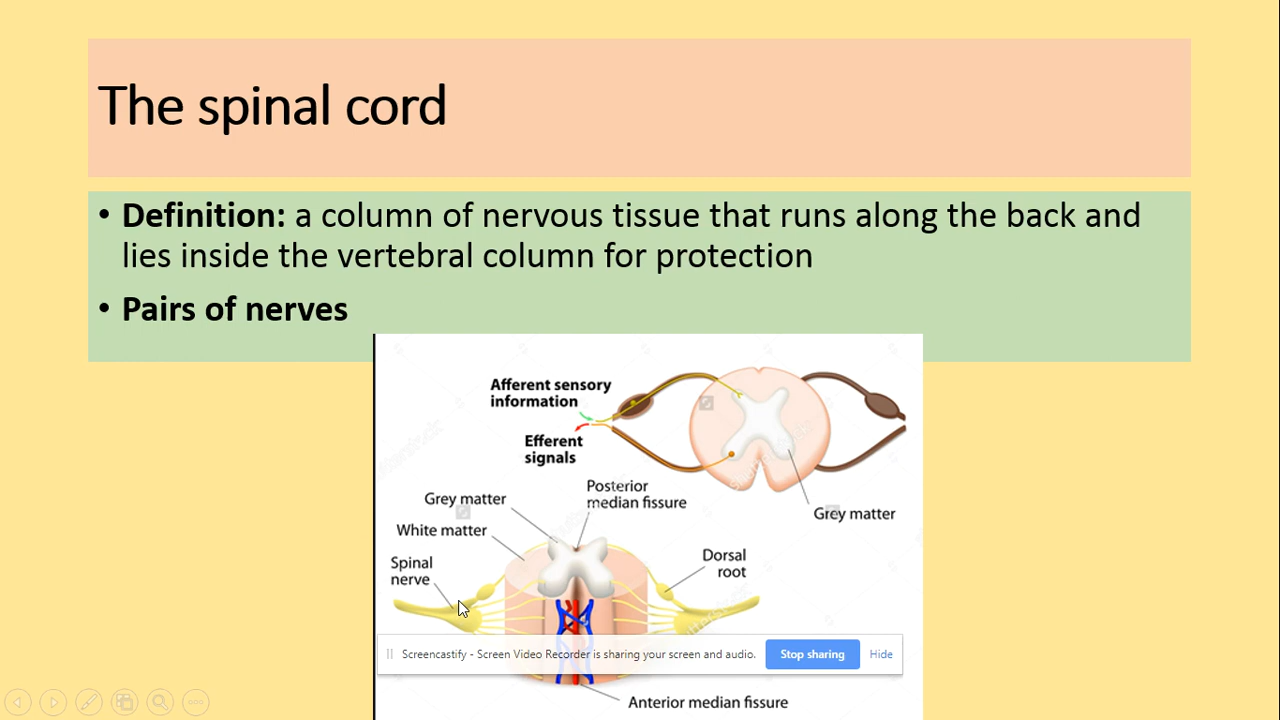 The spinal cord
• Definition: a column of nervous tissue that runs along the back and
lies inside the vertebral column for protection
• Pairs of nerves
Afferent sensory
information
Efferent
signals
Grey matter
Posterior
median fissure
Grey matter
White matter
Spinal
nerve
Dorsal
root
Screencastify - Screen Video Recorder is sharing your screen and audio.
Stop sharing
Hide
Anterior median fissure